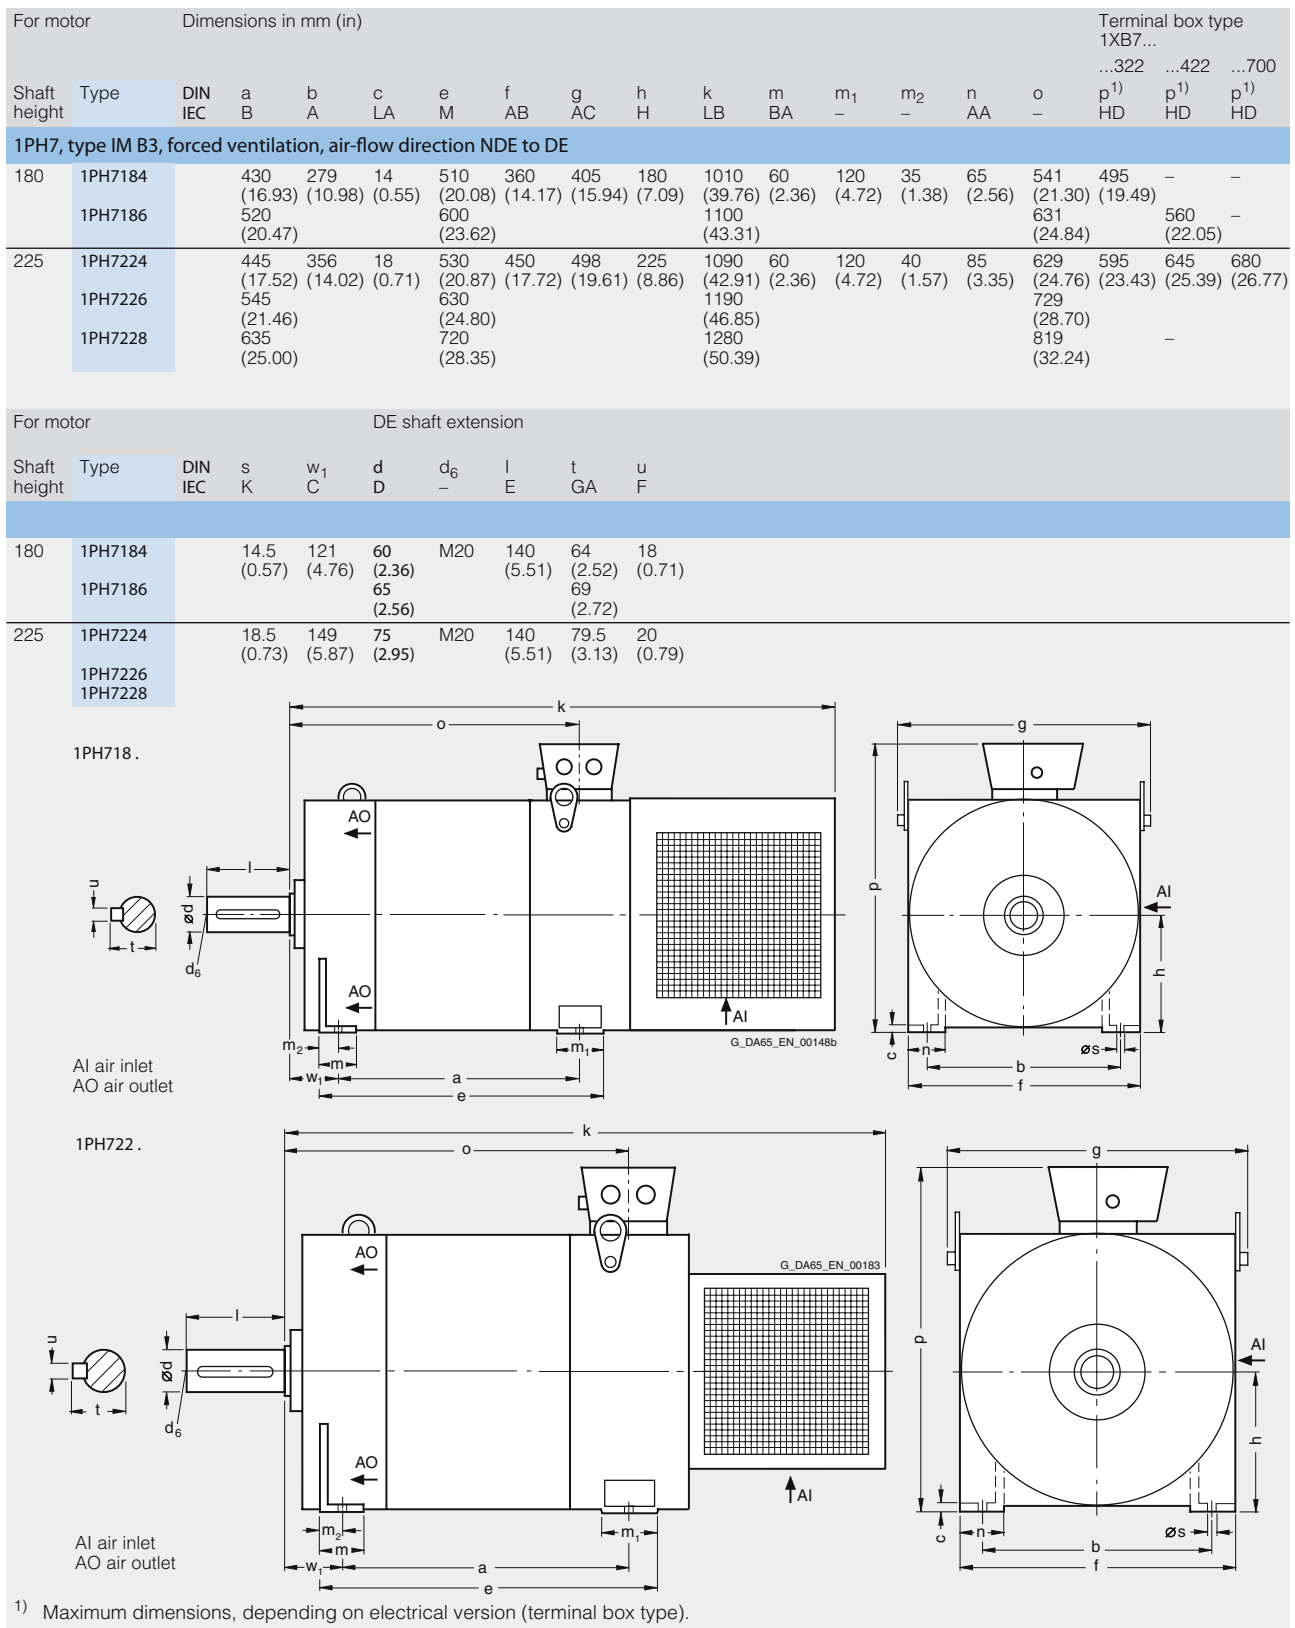 For motor Dimensions in mm (in) Terminal box type
1XB7...
...322 ...422 ...700
Shaft Type DIN a b c e f g h k m m1 m2 n o p1) p1) p1)
height IEC B A LA M AB AC H LB BA – – AA – HD HD HD
1PH7, type IM B3, forced ventilation, air-flow direction NDE to DE
180 1PH7184 430 279 14 510 360 405 180 1010 60 120 35 65 541 495 – –
(16.93) (10.98) (0.55) (20.08) (14.17) (15.94) (7.09) (39.76) (2.36) (4.72) (1.38) (2.56) (21.30) (19.49)
1PH7186 520 600 1100 631 560 –
(20.47) (23.62) (43.31) (24.84) (22.05)
225 1PH7224 445 356 18 530 450 498 225 1090 60 120 40 85 629 595 645 680
(17.52) (14.02) (0.71) (20.87) (17.72) (19.61) (8.86) (42.91) (2.36) (4.72) (1.57) (3.35) (24.76) (23.43) (25.39) (26.77)
1PH7226 545 630 1190 729
(21.46) (24.80) (46.85) (28.70)
1PH7228 635 720 1280 819 –
(25.00) (28.35) (50.39) (32.24)
For motor DE shaft extension
Shaft Type DIN s w1 d d6 l t u
height IEC K C D – E GA F
180 1PH7184 14.5 121 60 M20 140 64 18
(0.57) (4.76) (2.36) (5.51) (2.52) (0.71)
1PH7186 65 69
(2.56) (2.72)
225 1PH7224 18.5 149 75 M20 140 79.5 20
(0.73) (5.87) (2.95) (5.51) (3.13) (0.79)
1PH7226
1PH7228
k
o g
1PH718 .
AO
l
u ød p AI
t
d6 h
AO
AI
G_DA65_EN_00148b
m2 m1 c n øs
m
AI air inlet
w1 a b
AO air outlet
e f
k
1PH722 .
o g
AO
G_DA65_EN_00183
l
u ød p AI
t
d6 h
AO
AI
m2 m1 c n øs
AI air inlet
m b
AO air outlet
w1 a f
e
1) Maximum dimensions, depending on electrical version (terminal box type).